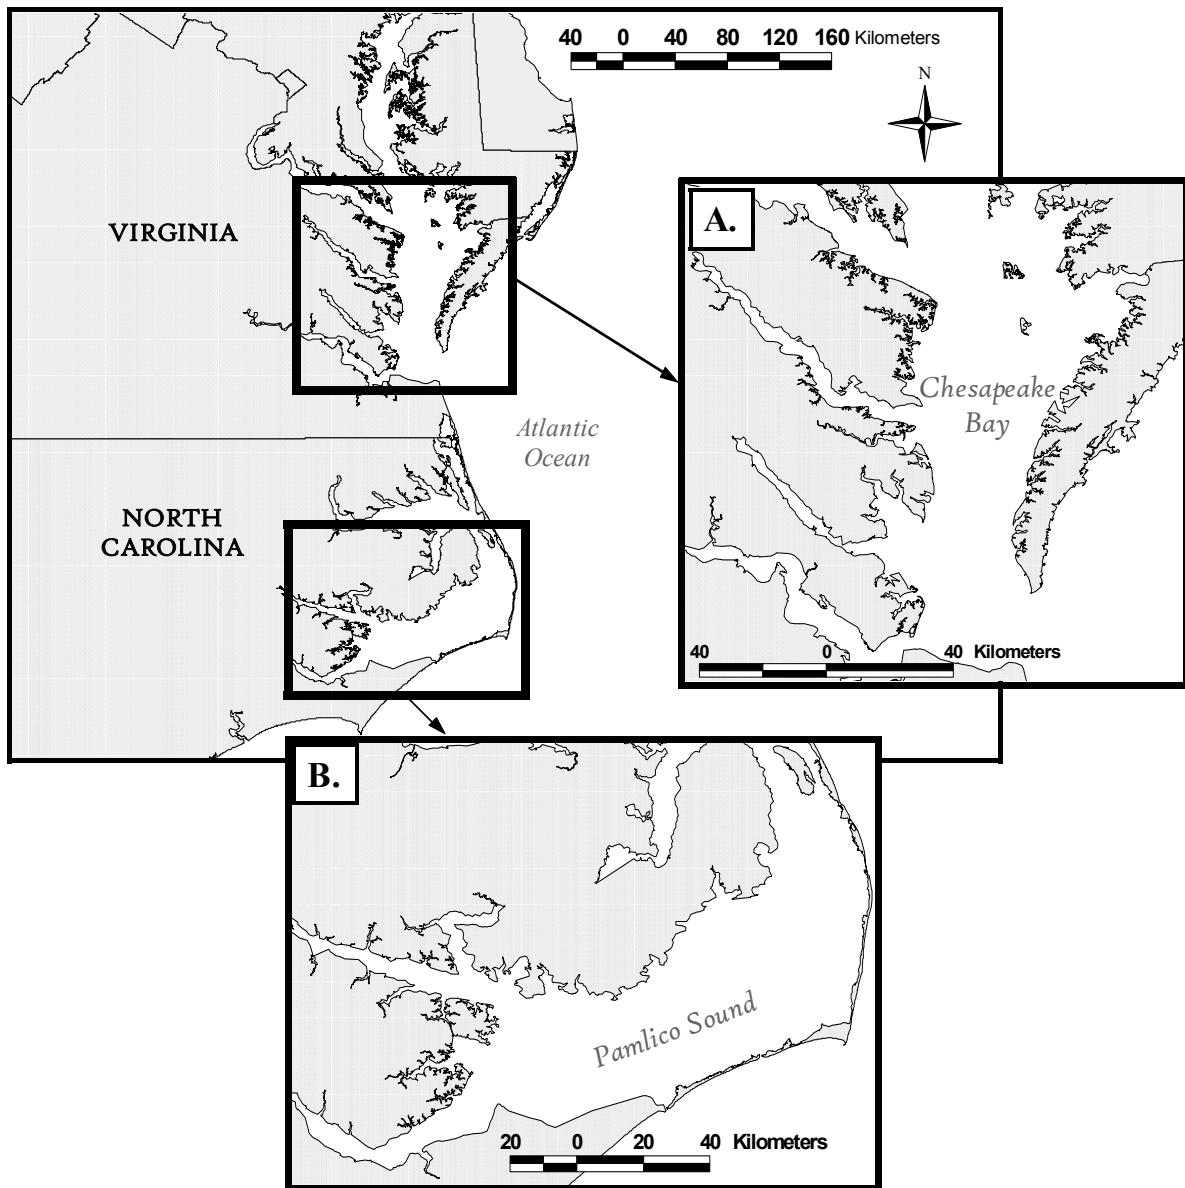 40 0 40 80 120 160 Kilometers
N
VIRGINIA
A.
Chesapeake
Bay
Atlantic
Ocean
NORTH
CAROLINA
40 0 40 Kilometers
B.
Pamlico Sound
20 0 20 40 Kilometers